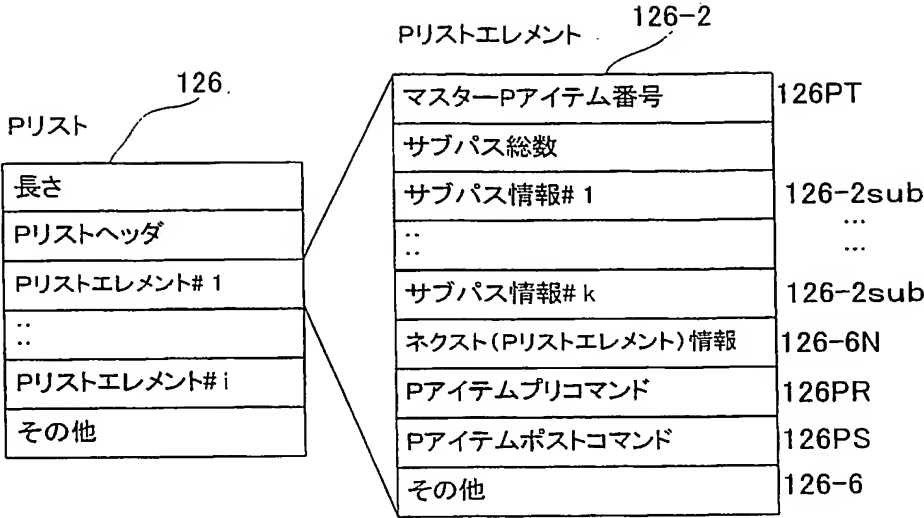 126
Pリスト
長さ
Pリストヘッダ
Pリストエレメント#1
::
Pリストエレメント#i
その他
126-2
Pリストエレメント
マスターPアイテム番号 126PT
サブパス総数
サブパス情報#1 126-2sub
:: …
…
サブパス情報#k 126-2sub
ネクスト(Pリストエレメント)情報 126-6N
Pアイテムプリコマンド 126PR
Pアイテムポストコマンド 126PS
その他 126-6